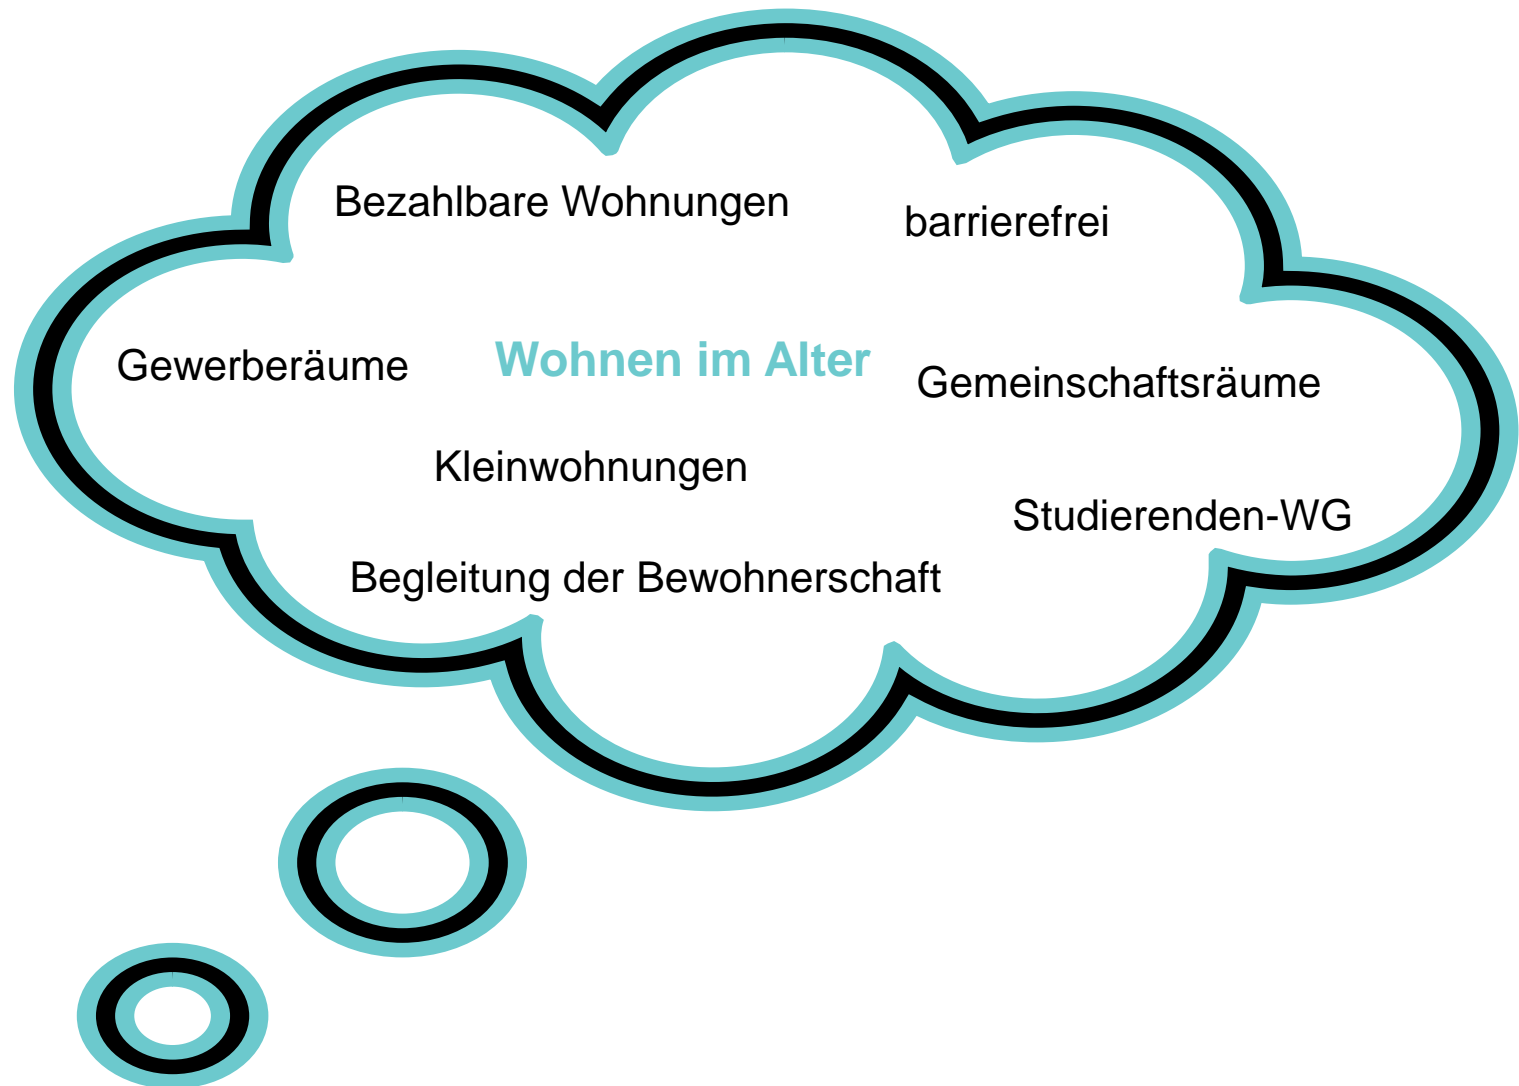 Bezahlbare Wohnungen
barrierefrei
Gewerberäume
Wohnen im Alter
Gemeinschaftsräume
Kleinwohnungen
Studierenden-WG
Begleitung der Bewohnerschaft